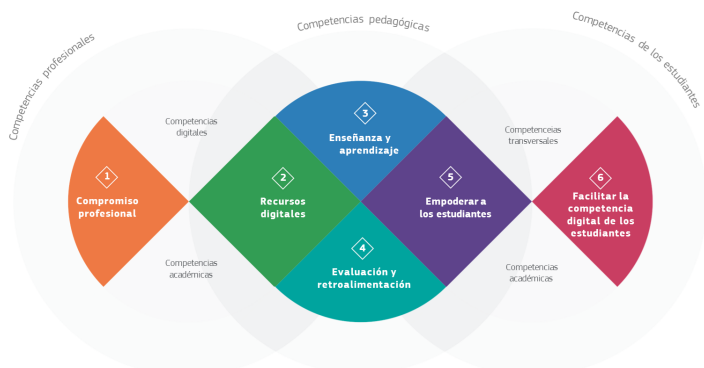 Competencias profesionales
Competencias pedagógicas
Competencias de los estudiantes
Competencias
digitales
Competencias
académicas
1
Compromiso
profesional
2
Recursos
digitales
3
Enseñanza y
aprendizaje
4
Evaluación y
retroalimentación
5
Empoderar a
los estudiantes
Competenceias
transversales
Competencias
académicas
6
Facilitar la
competencia
digital de los
estudiantes